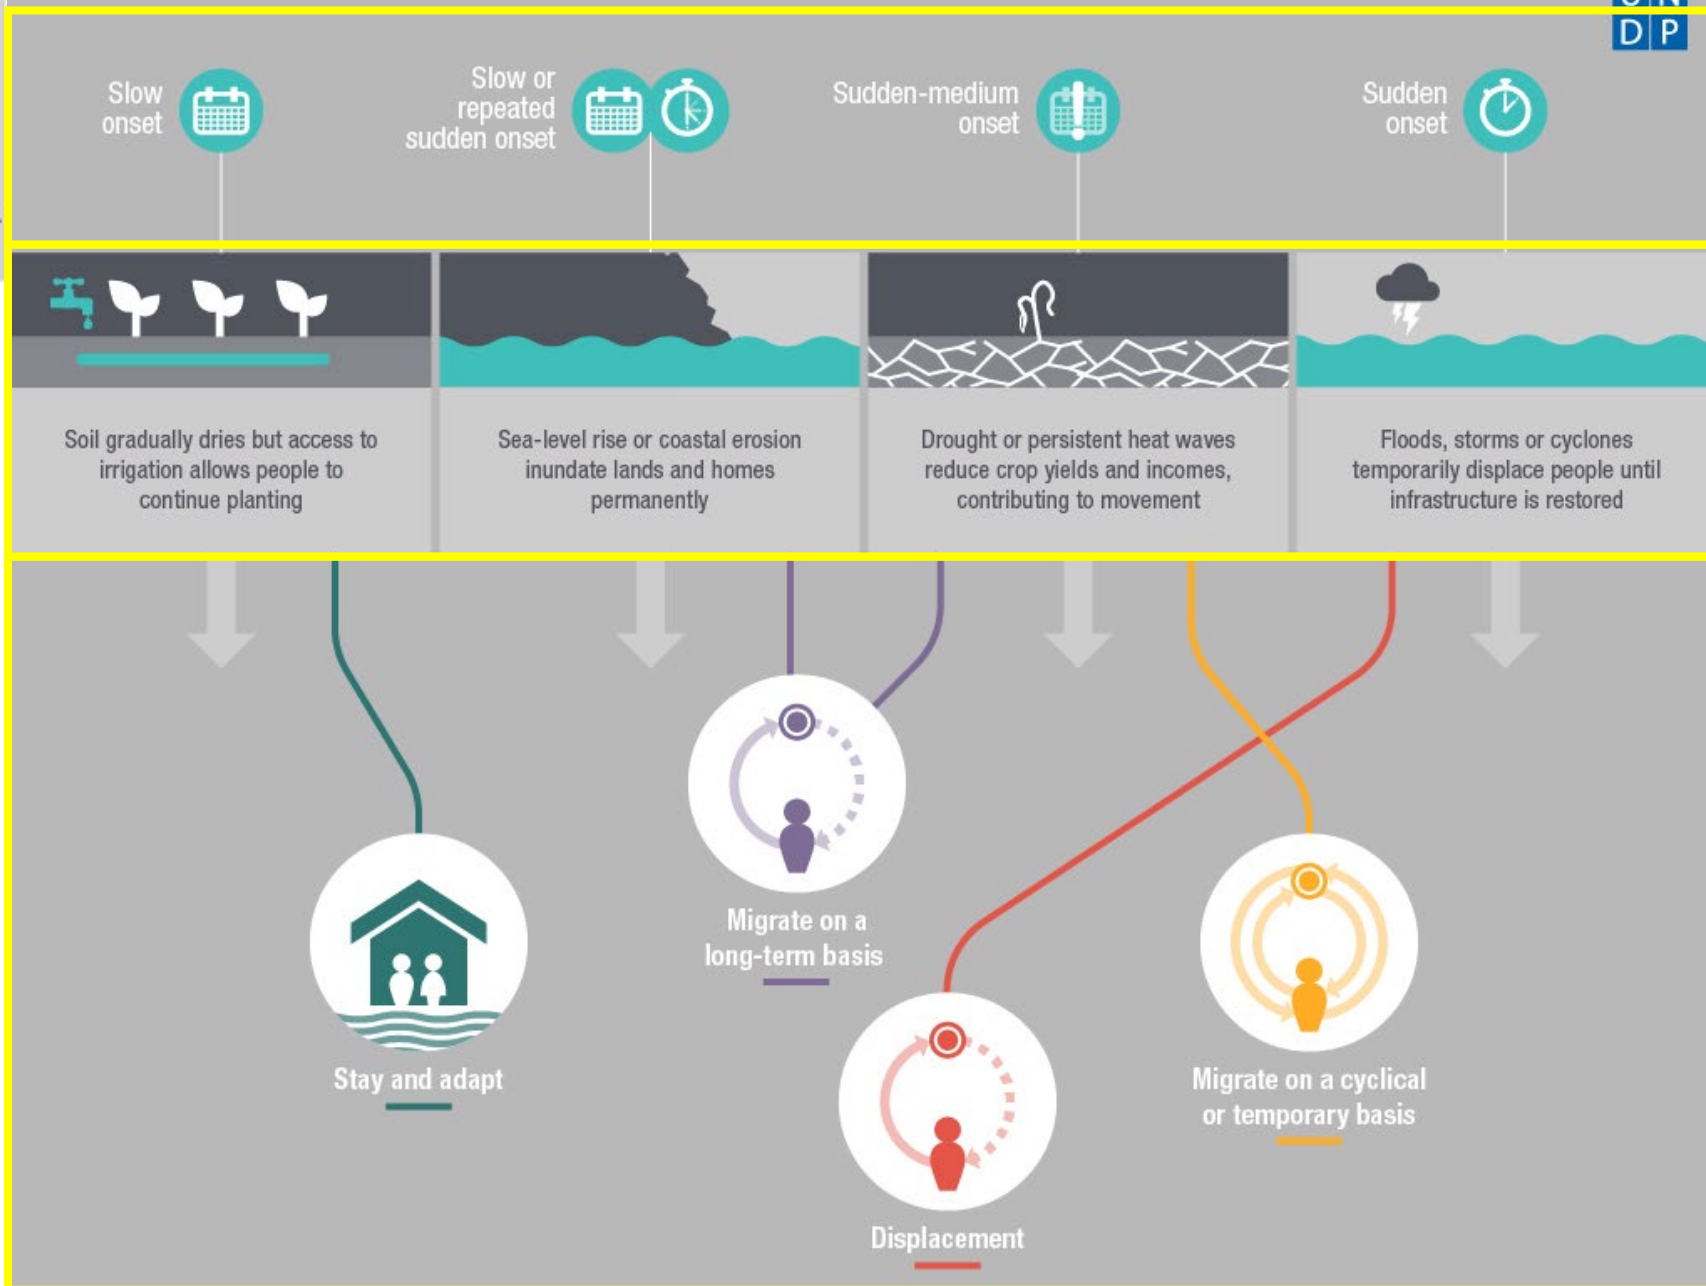 U N
D P
Slow
onset
Slow or
repeated
sudden onset
Sudden-medium
onset
Sudden
onset
Soil gradually dries but access to
irrigation allows people to
continue planting
Sea-level rise or coastal erosion
inundate lands and homes
permanently
Drought or persistent heat waves
reduce crop yields and incomes,
contributing to movement
Floods, storms or cyclones
temporarily displace people until
infrastructure is restored
Migrate on a
long-term basis
Stay and adapt
Migrate on a cyclical
or temporary basis
Displacement